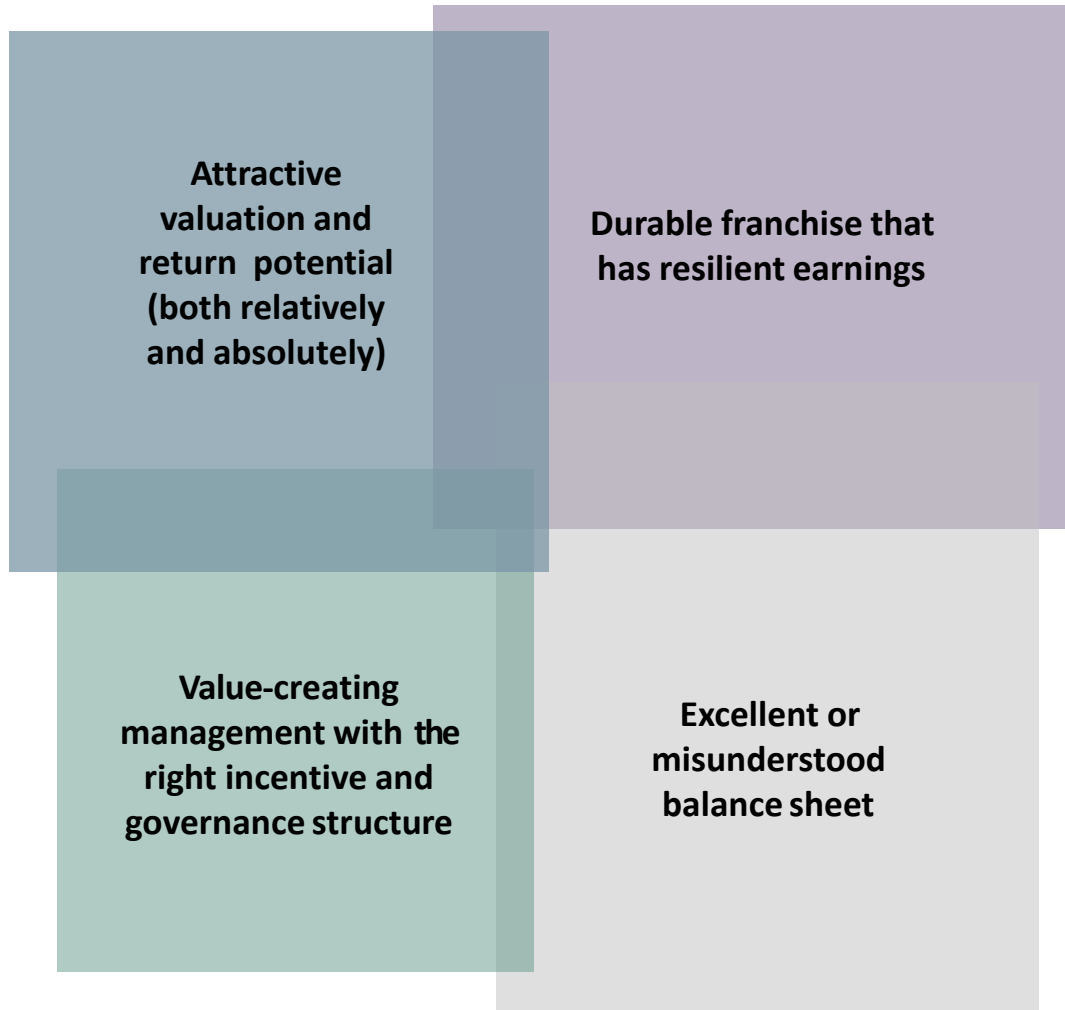 Attractive
valuation and
return potential
(both relatively
and absolutely)
Durable franchise that
has resilient earnings
Value-creating
management with the
right incentive and
governance structure
Excellent or
misunderstood
balance sheet